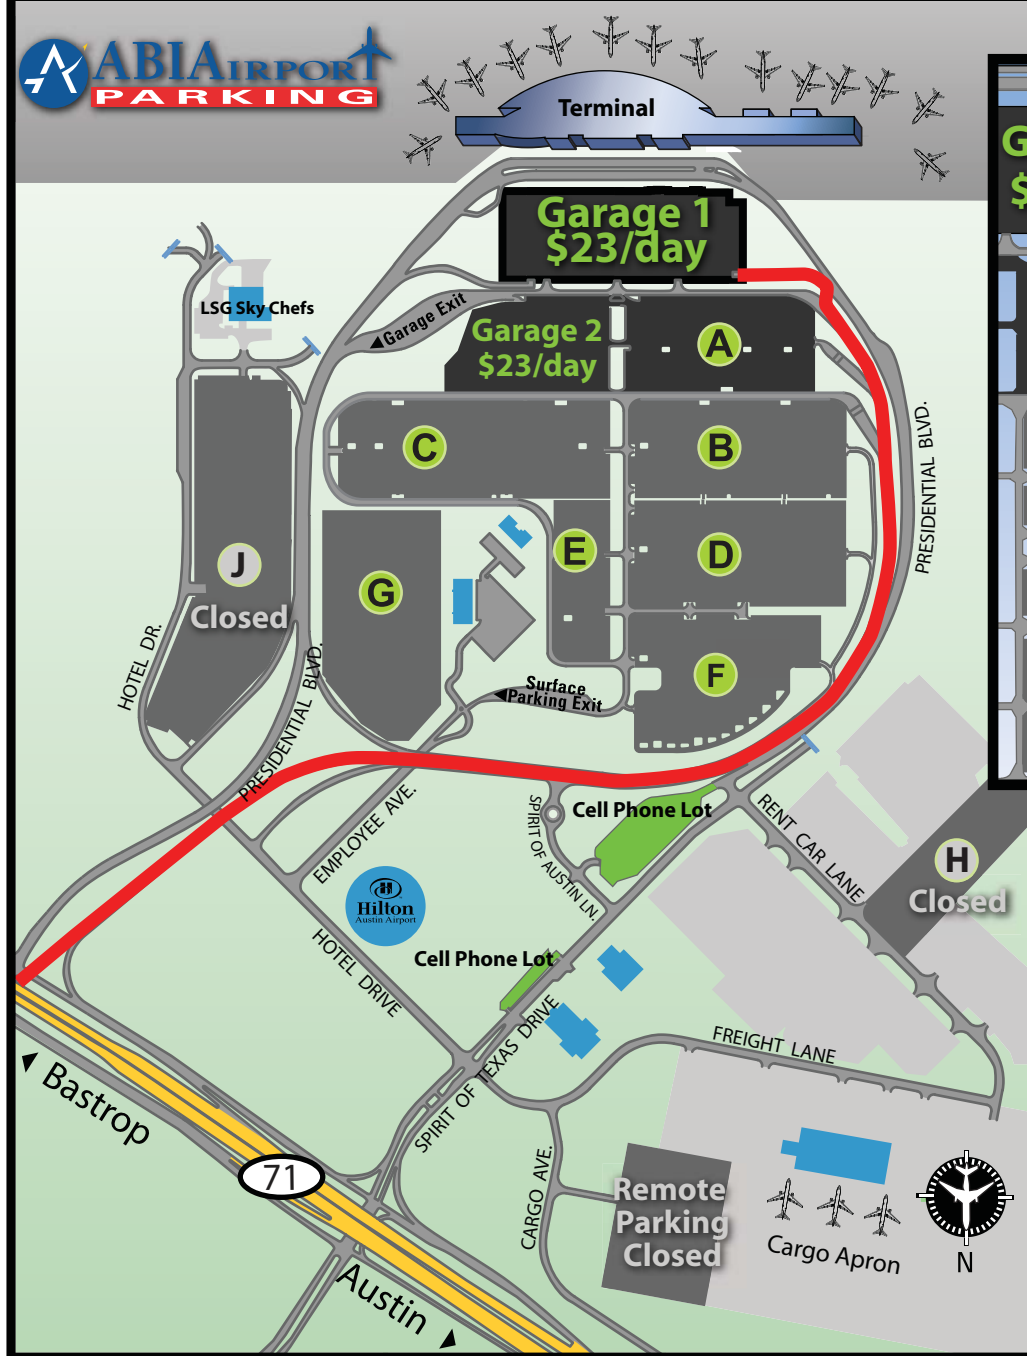 ABIAIRPORT
PARKING
Terminal
Garage 1
$23/day
G
$
LSG Sky Chefs
Garage Exit
Garage 2
$23/day
A
C
B
PRESIDENTIAL BLVD.
E
D
J
Closed
G
HOTEL DR.
PRESIDENTIAL BLVD.
F
Surface
Parking Exit
SPIRIT OF AUSTIN LN.
Cell Phone Lot
RENT CAR LANE
EMPLOYEE AVE.
H
Closed
Hilton
Austin Airport
HOTEL DRIVE
Cell Phone Lot
SPIRIT OF TEXAS DRIVE
FREIGHT LANE
Bastrop
71
CARGO AVE.
Remote
Parking
Closed
Cargo Apron
N
Austin